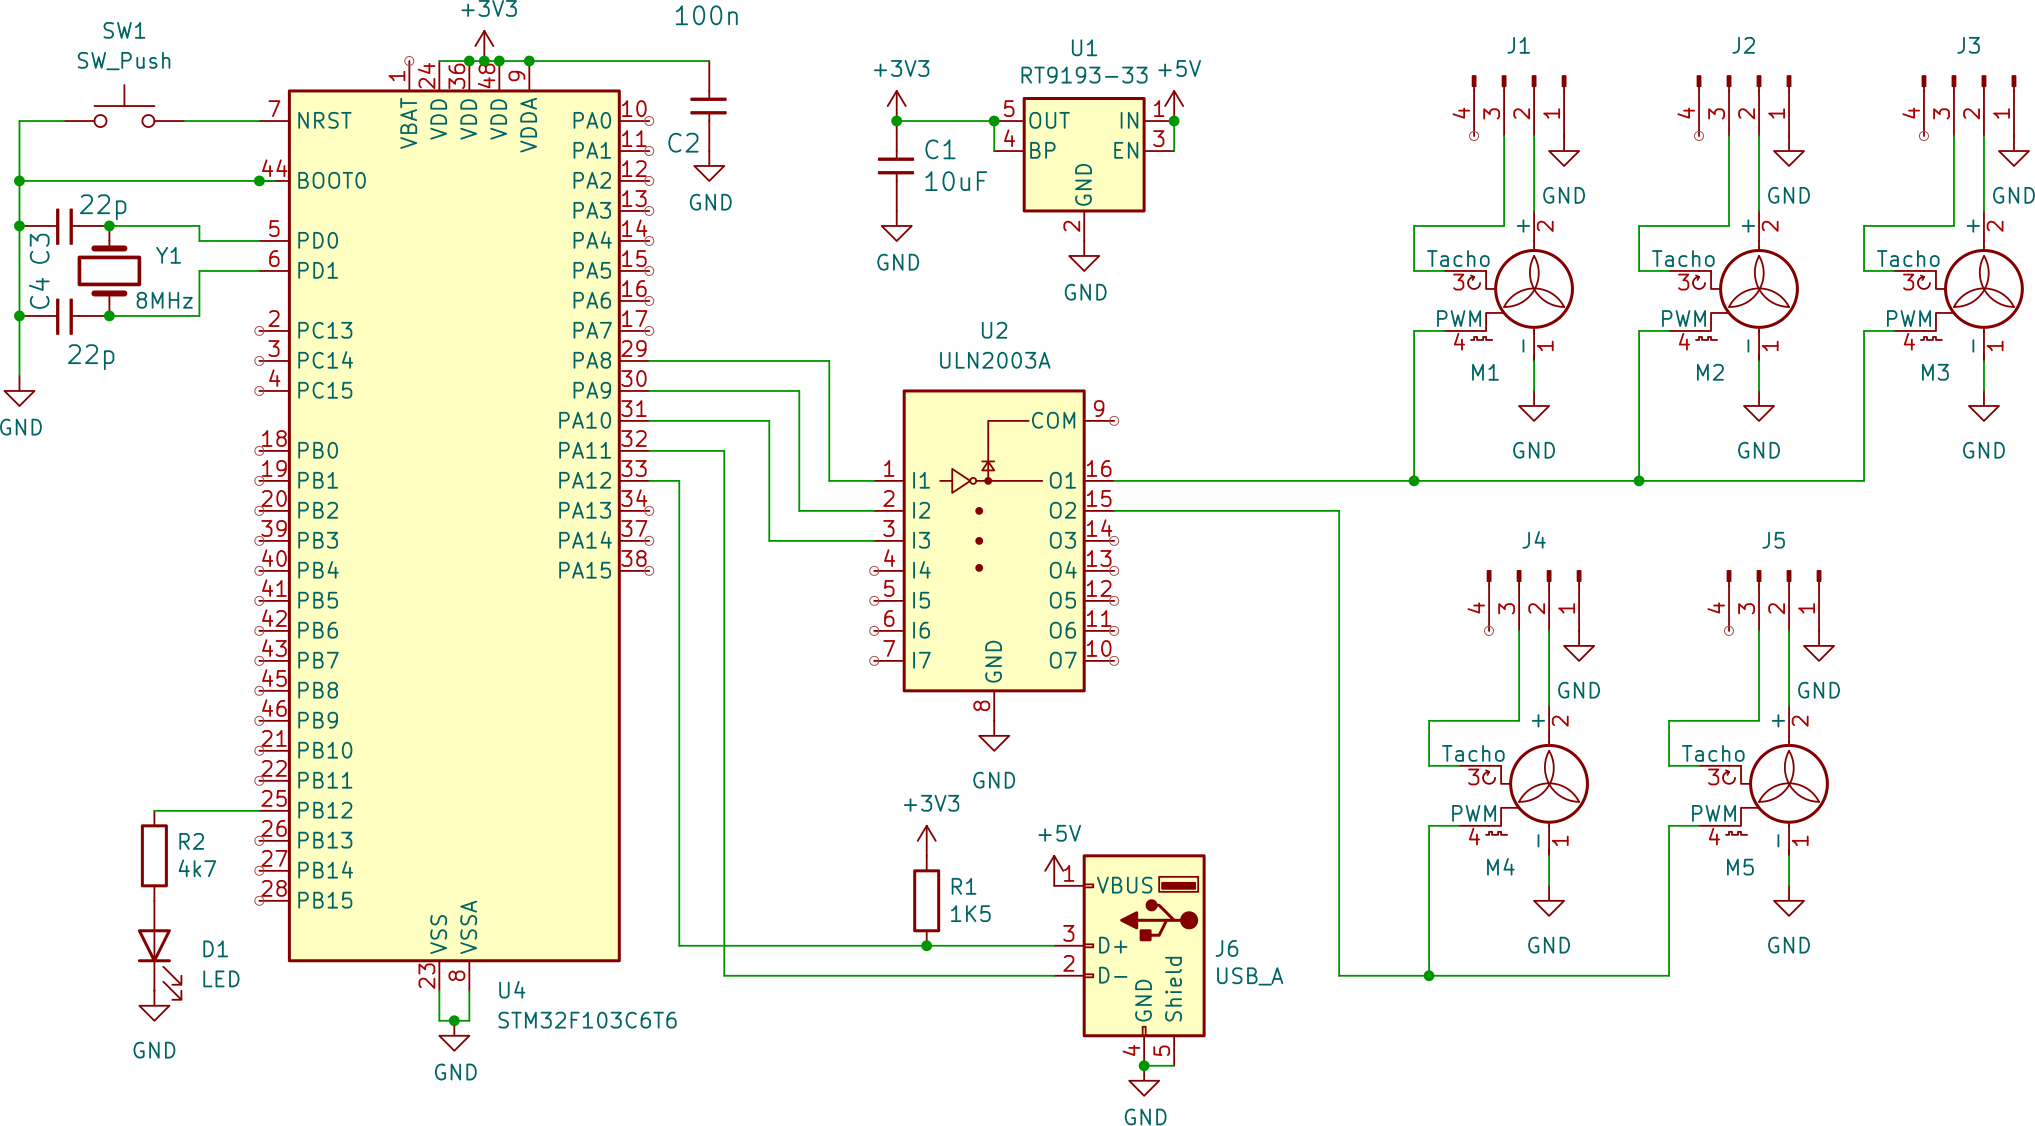 SW1
SW_Push
+3V3
100n
C2
GND
7 NRST
44 BOOT0
5 PD0
6 PD1
2 PC13
3 PC14
4 PC15
18 PB0
19 PB1
20 PB2
39 PB3
40 PB4
41 PB5
42 PB6
43 PB7
45 PB8
46 PB9
21 PB10
22 PB11
25 PB12
26 PB13
27 PB14
28 PB15
1 VBAT
24 VDD
36 VDD
48 VDD
9 VDDA
PA0 10
PA1 11
PA2 12
PA3 13
PA4 14
PA5 15
PA6 16
PA7 17
PA8 29
PA9 30
PA10 31
PA11 32
PA12 33
PA13 34
PA14 37
PA15 38
VSS 23
VSSA 8
U4
STM32F103C6T6
GND
22p
C3
Y1
8MHz
C4
22p
GND
R2
4k7
D1
LED
GND
+3V3
C1
10uF
GND
U1
RT9193-33
+5V
5 OUT
4 BP
IN 1
EN 3
GND 2
GND
U2
ULN2003A
COM 9
1 I1
2 I2
3 I3
4 I4
5 I5
6 I6
7 I7
O1 16
O2 15
O3 14
O4 13
O5 12
O6 11
O7 10
GND 8
GND
+3V3
R1
1K5
+5V
1 VBUS
3 D+
2 D-
GND 4
Shield 5
J6
USB_A
GND
J1
4 3 2 1
GND
+ 2
Tacho
3
PWM
4
- 1
M1
GND
J2
4 3 2 1
GND
+ 2
Tacho
3
PWM
4
- 1
M2
GND
J3
4 3 2 1
GND
+ 2
Tacho
3
PWM
4
- 1
M3
GND
J4
4 3 2 1
GND
+ 2
Tacho
3
PWM
4
- 1
M4
GND
J5
4 3 2 1
GND
+ 2
Tacho
3
PWM
4
- 1
M5
GND